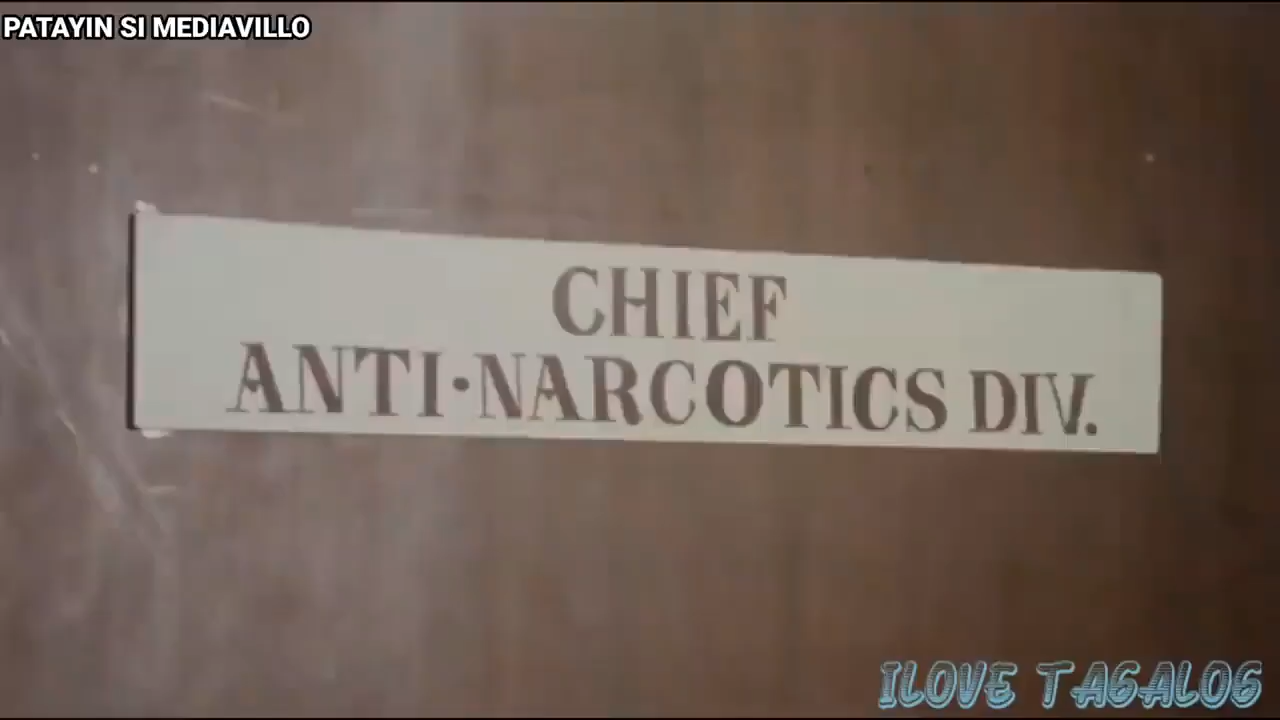 PATAYIN SI MEDIAVILLO
CHIEF
ANTI-NARCOTICS DIV.
ILOVE TAGALOG